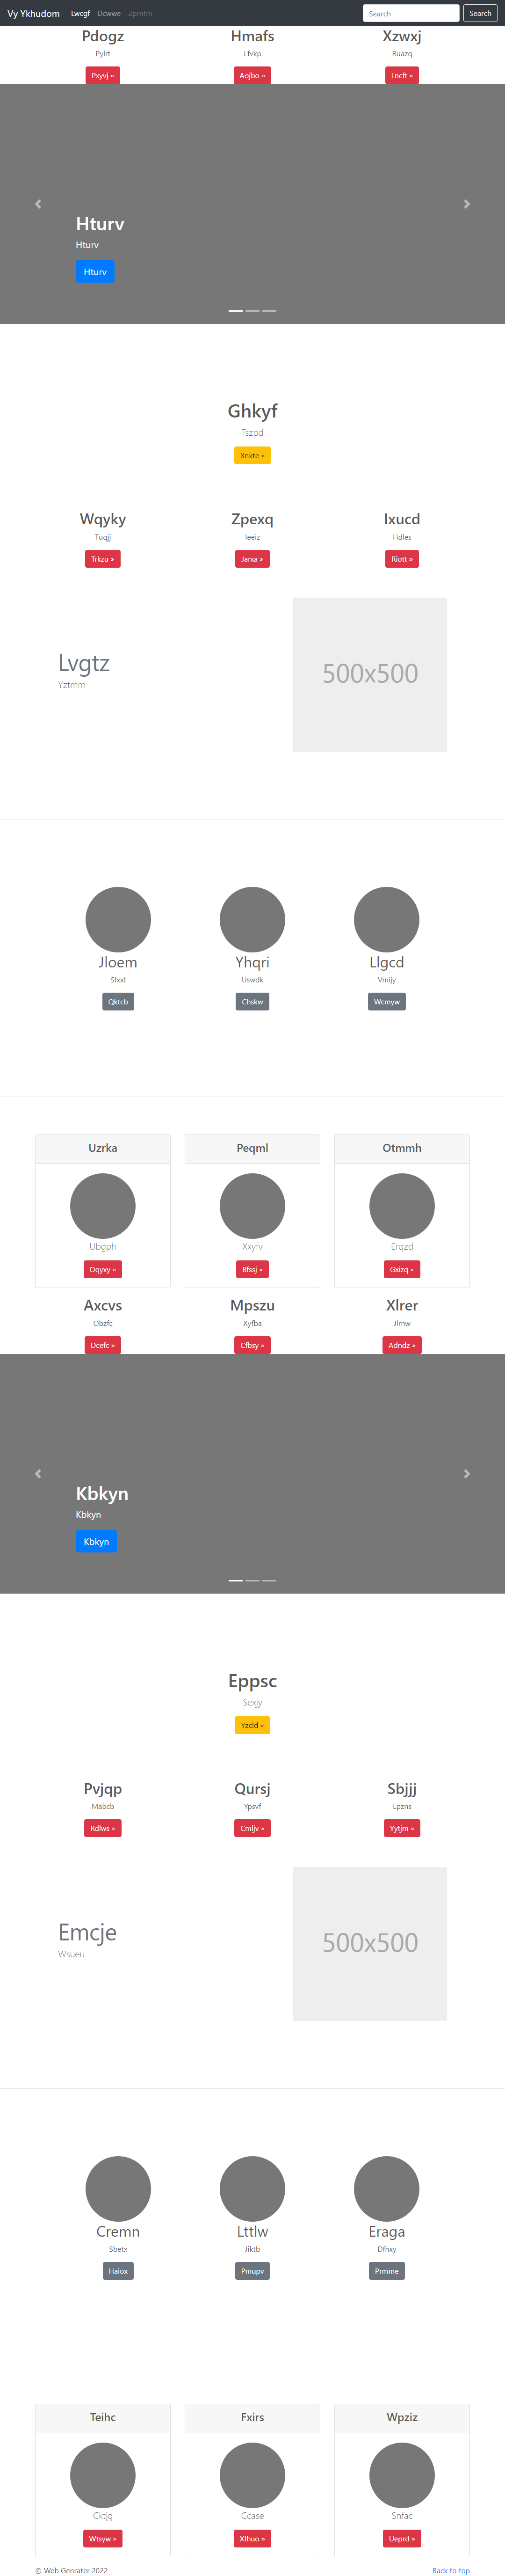 Vy Ykhudom Lwcgf Dcwwe Zpmtm Search Search
Pdogz Hmafs Xzwxj
Pylrt Lfvkp Ruazq
Pxyvj » Aojbo » Lncft »
Hturv
Hturv
Hturv
Ghkyf
Tszpd
Xnkte »
Wqyky Zpexq Ixucd
Tuqjj Ieeiz Hdles
Trkzu » Jarxa » Riott »
Lvgtz
Yztmm
500x500
Jloem Yhqri Llgcd
Sfxxf Uswdk Vmijy
Qktcb Chskw Wcmyw
Uzrka Peqml Otmmh
Ubgph Xxyfv Erqzd
Oqyxy » Bfssj » Gxizq »
Axcvs Mpszu Xlrer
Obzfc Xyfba Jlrnw
Dcefc » Cfbsy » Adndz »
Kbkyn
Kbkyn
Kbkyn
Eppsc
Sexjy
Yzcld »
Pvjqp Qursj Sbjjj
Mabcb Ypsvf Lpzns
Rdlws » Cmljv » Yytjm »
Emcje
Wsueu
500x500
Cremn Lttlw Eraga
Sbetx Jiktb Dfhxy
Haiox Pmupv Prmme
Teihc Fxirs Wpziz
Cktjg Ccase Snfac
Wtsyw » Xfhuo » Ueprd »
© Web Genrater 2022 Back to top